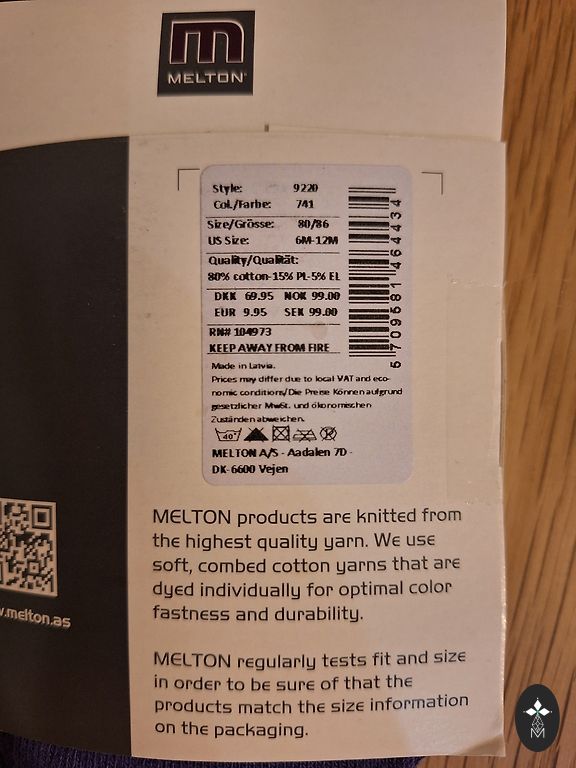 m
MELTON
Style: 9220
Col./Farbe: 741
Size/Grösse: 80/86
US Size: 6M-12M
Quality/Qualität:
80% cotton-15% PL-5% EL
DKK 69.95 NOK 99.00
EUR 9.95 SEK 99.00
RN# 104973
KEEP AWAY FROM FIRE
Made in Latvia.
Prices may differ due to local VAT and eco-
nomic conditions/Die Preise Können aufgrund
gesetzlicher MwSt. und ökonomischen
Zuständen abweichen.
40°
MELTON A/S - Aadalen 7D -
DK-6600 Vejen
5 709581 464434
MELTON products are knitted from
the highest quality yarn. We use
soft, combed cotton yarns that are
dyed individually for optimal color
fastness and durability.
MELTON regularly tests fit and size
in order to be sure of that the
products match the size information
on the packaging.
.melton.as
M